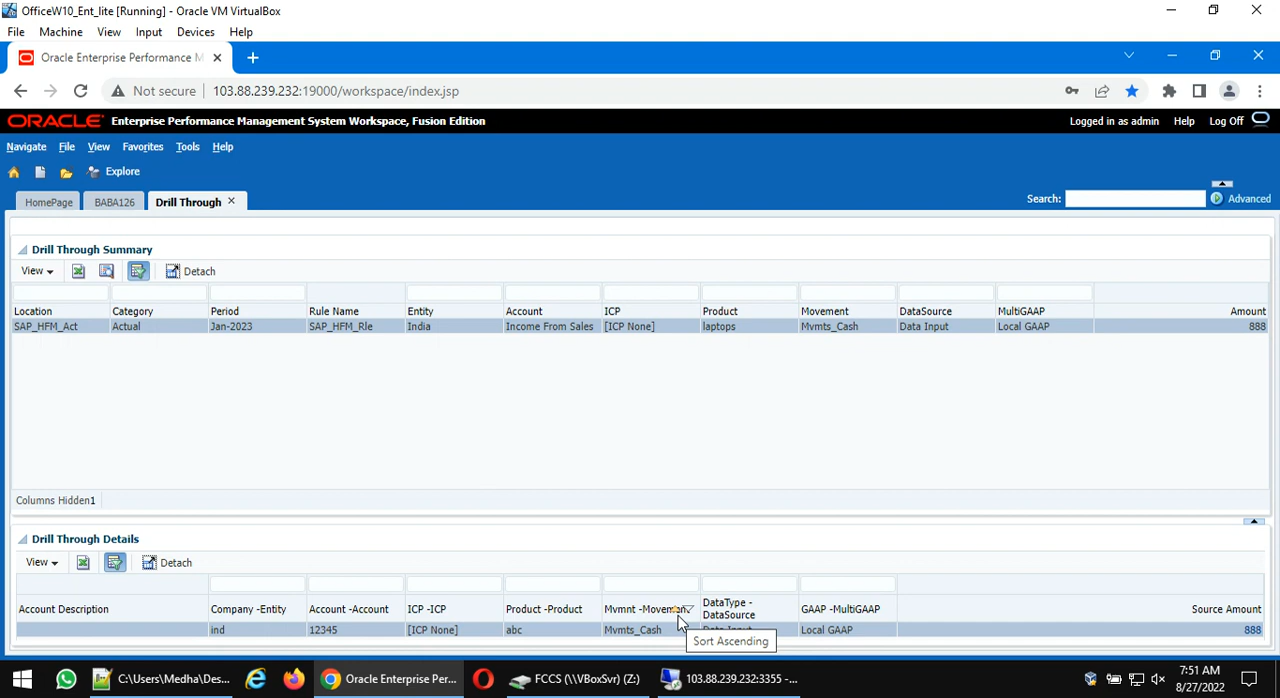 OfficeW10_Ent_lite [Running] - Oracle VM VirtualBox
File Machine View Input Devices Help
Oracle Enterprise Performance M
Not secure 103.88.239.232:19000/workspace/index.jsp
ORACLE Enterprise Performance Management System Workspace, Fusion Edition Logged in as admin Help Log Off
Navigate File View Favorites Tools Help
Explore
HomePage BABA126 Drill Through Search: Advanced
Drill Through Summary
View Detach
Location Category Period Rule Name Entity Account ICP Product Movement DataSource MultiGAAP Amount
SAP_HFM_Act Actual Jan-2023 SAP_HFM_Rle India Income From Sales [ICP None] laptops Mvmts_Cash Data Input Local GAAP 888
Columns Hidden1
Drill Through Details
View Detach
Account Description Company -Entity Account -Account ICP -ICP Product -Product Mvmnt -Movemen DataType - DataSource GAAP -MultiGAAP Source Amount
ind 12345 [ICP None] abc Mvmts_Cash Data Input Local GAAP 888
Sort Ascending
C:\Users\Medha\Des... Oracle Enterprise Per... FCCS (\\VBoxSvr) (Z:) 103.88.239.232:3355 -...
7:51 AM
8/27/2022